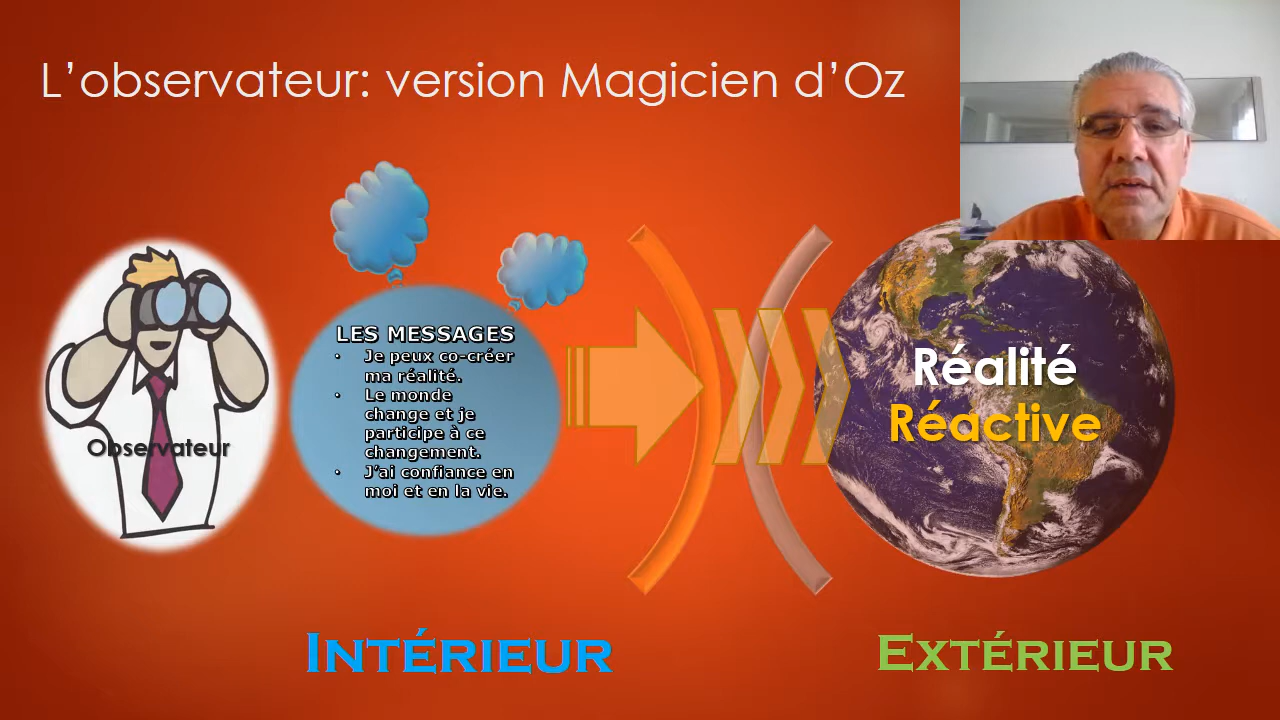 L'observateur: version Magicien d'Oz
LES MESSAGES
• Je peux co-créer
ma réalité.
• Le monde
change et je
participe à ce
changement.
• J'ai confiance en
moi et en la vie.
Observateur
Réalité
Réactive
INTÉRIEUR
EXTÉRIEUR